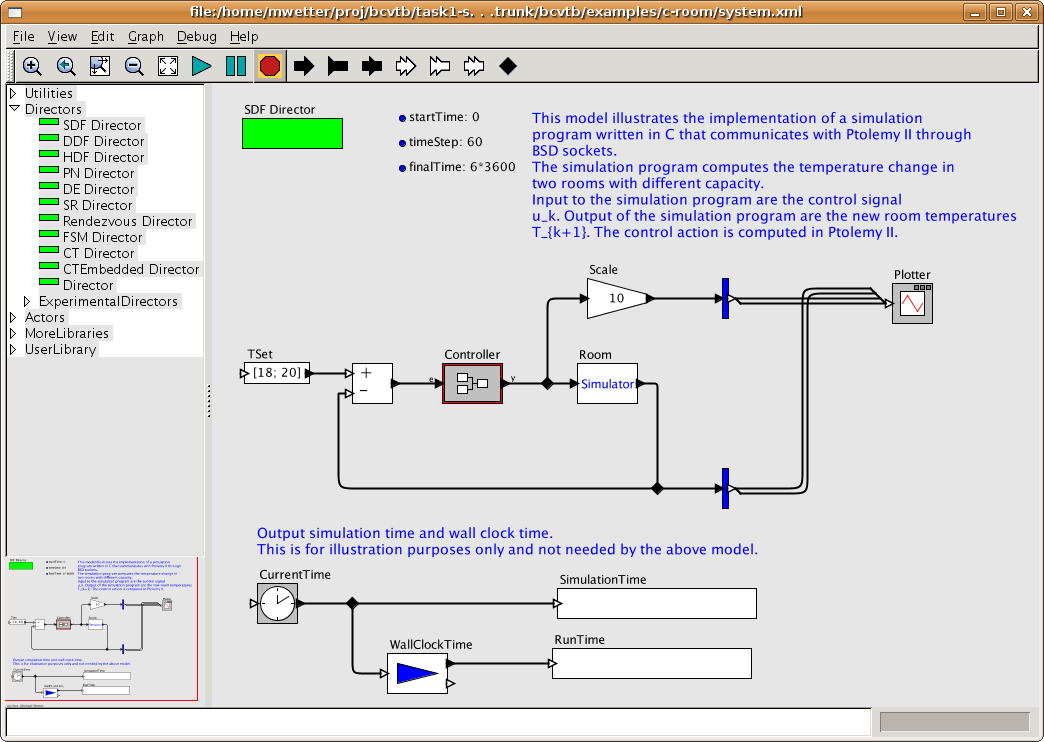 file:/home/mwetter/proj/bcvtb/task1-s. . .trunk/bcvtb/examples/c-room/system.xml
File View Edit Graph Debug Help
Utilities
Directors
SDF Director
DDF Director
HDF Director
PN Director
DE Director
SR Director
Rendezvous Director
FSM Director
CT Director
CTEmbedded Director
Director
ExperimentalDirectors
Actors
MoreLibraries
UserLibrary
SDF Director
startTime: 0
timeStep: 60
finalTime: 6*3600
This model illustrates the implementation of a simulation
program written in C that communicates with Ptolemy II through
BSD sockets.
The simulation program computes the temperature change in
two rooms with different capacity.
Input to the simulation program are the control signal
u_k. Output of the simulation program are the new room temperatures
T_{k+1}. The control action is computed in Ptolemy II.
Scale
10
Plotter
TSet
[18; 20]
+
−
Controller
e
y
Room
Simulator
Output simulation time and wall clock time.
This is for illustration purposes only and not needed by the above model.
CurrentTime
SimulationTime
WallClockTime
RunTime